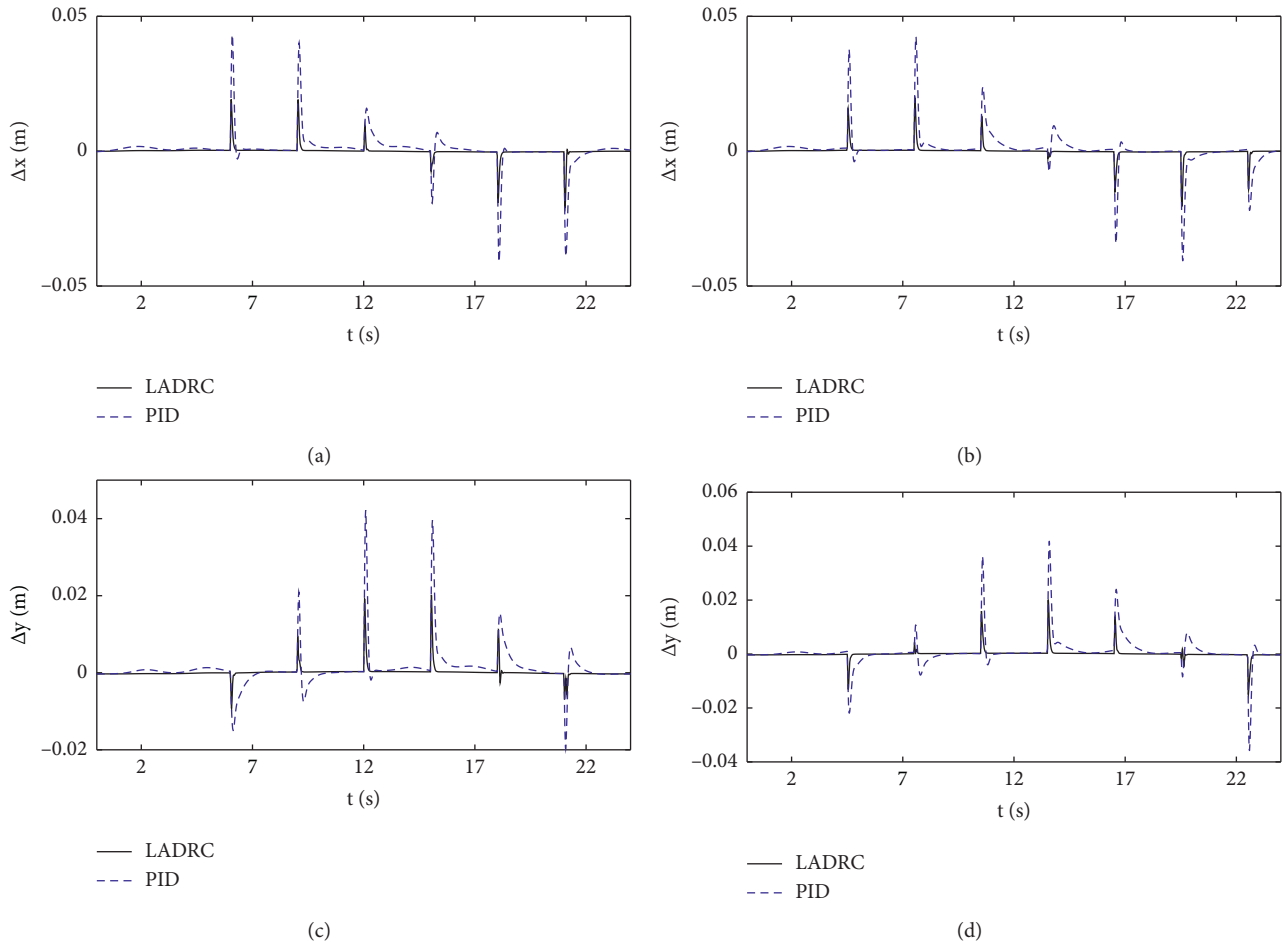 0.05
Δx (m)
0
−0.05
2 7 12 17 22
t (s)
LADRC
PID
(a)
0.05
Δx (m)
0
−0.05
2 7 12 17 22
t (s)
LADRC
PID
(b)
0.04
0.02
Δy (m)
0
−0.02
2 7 12 17 22
t (s)
LADRC
PID
(c)
0.06
0.04
0.02
Δy (m)
0
−0.02
−0.04
2 7 12 17 22
t (s)
LADRC
PID
(d)